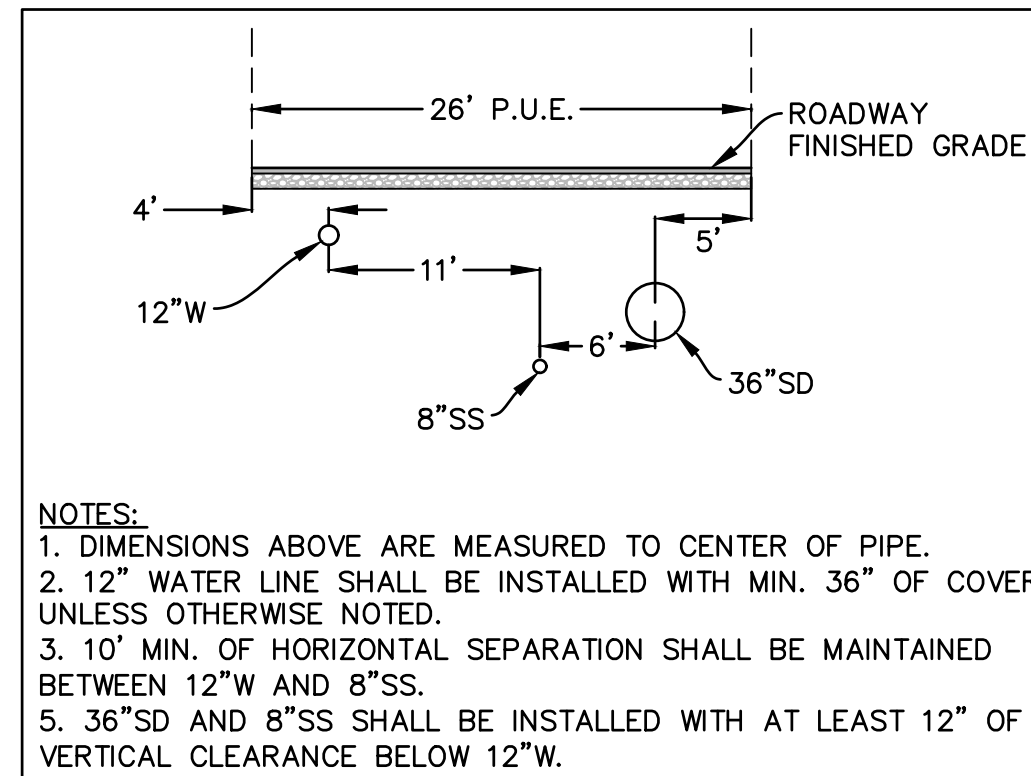 26' P.U.E.
ROADWAY
FINISHED GRADE
4'
5'
11'
12"W
6'
36"SD
8"SS
NOTES:
1. DIMENSIONS ABOVE ARE MEASURED TO CENTER OF PIPE.
2. 12" WATER LINE SHALL BE INSTALLED WITH MIN. 36" OF COVER
UNLESS OTHERWISE NOTED.
3. 10' MIN. OF HORIZONTAL SEPARATION SHALL BE MAINTAINED
BETWEEN 12"W AND 8"SS.
5. 36"SD AND 8"SS SHALL BE INSTALLED WITH AT LEAST 12" OF
VERTICAL CLEARANCE BELOW 12"W.